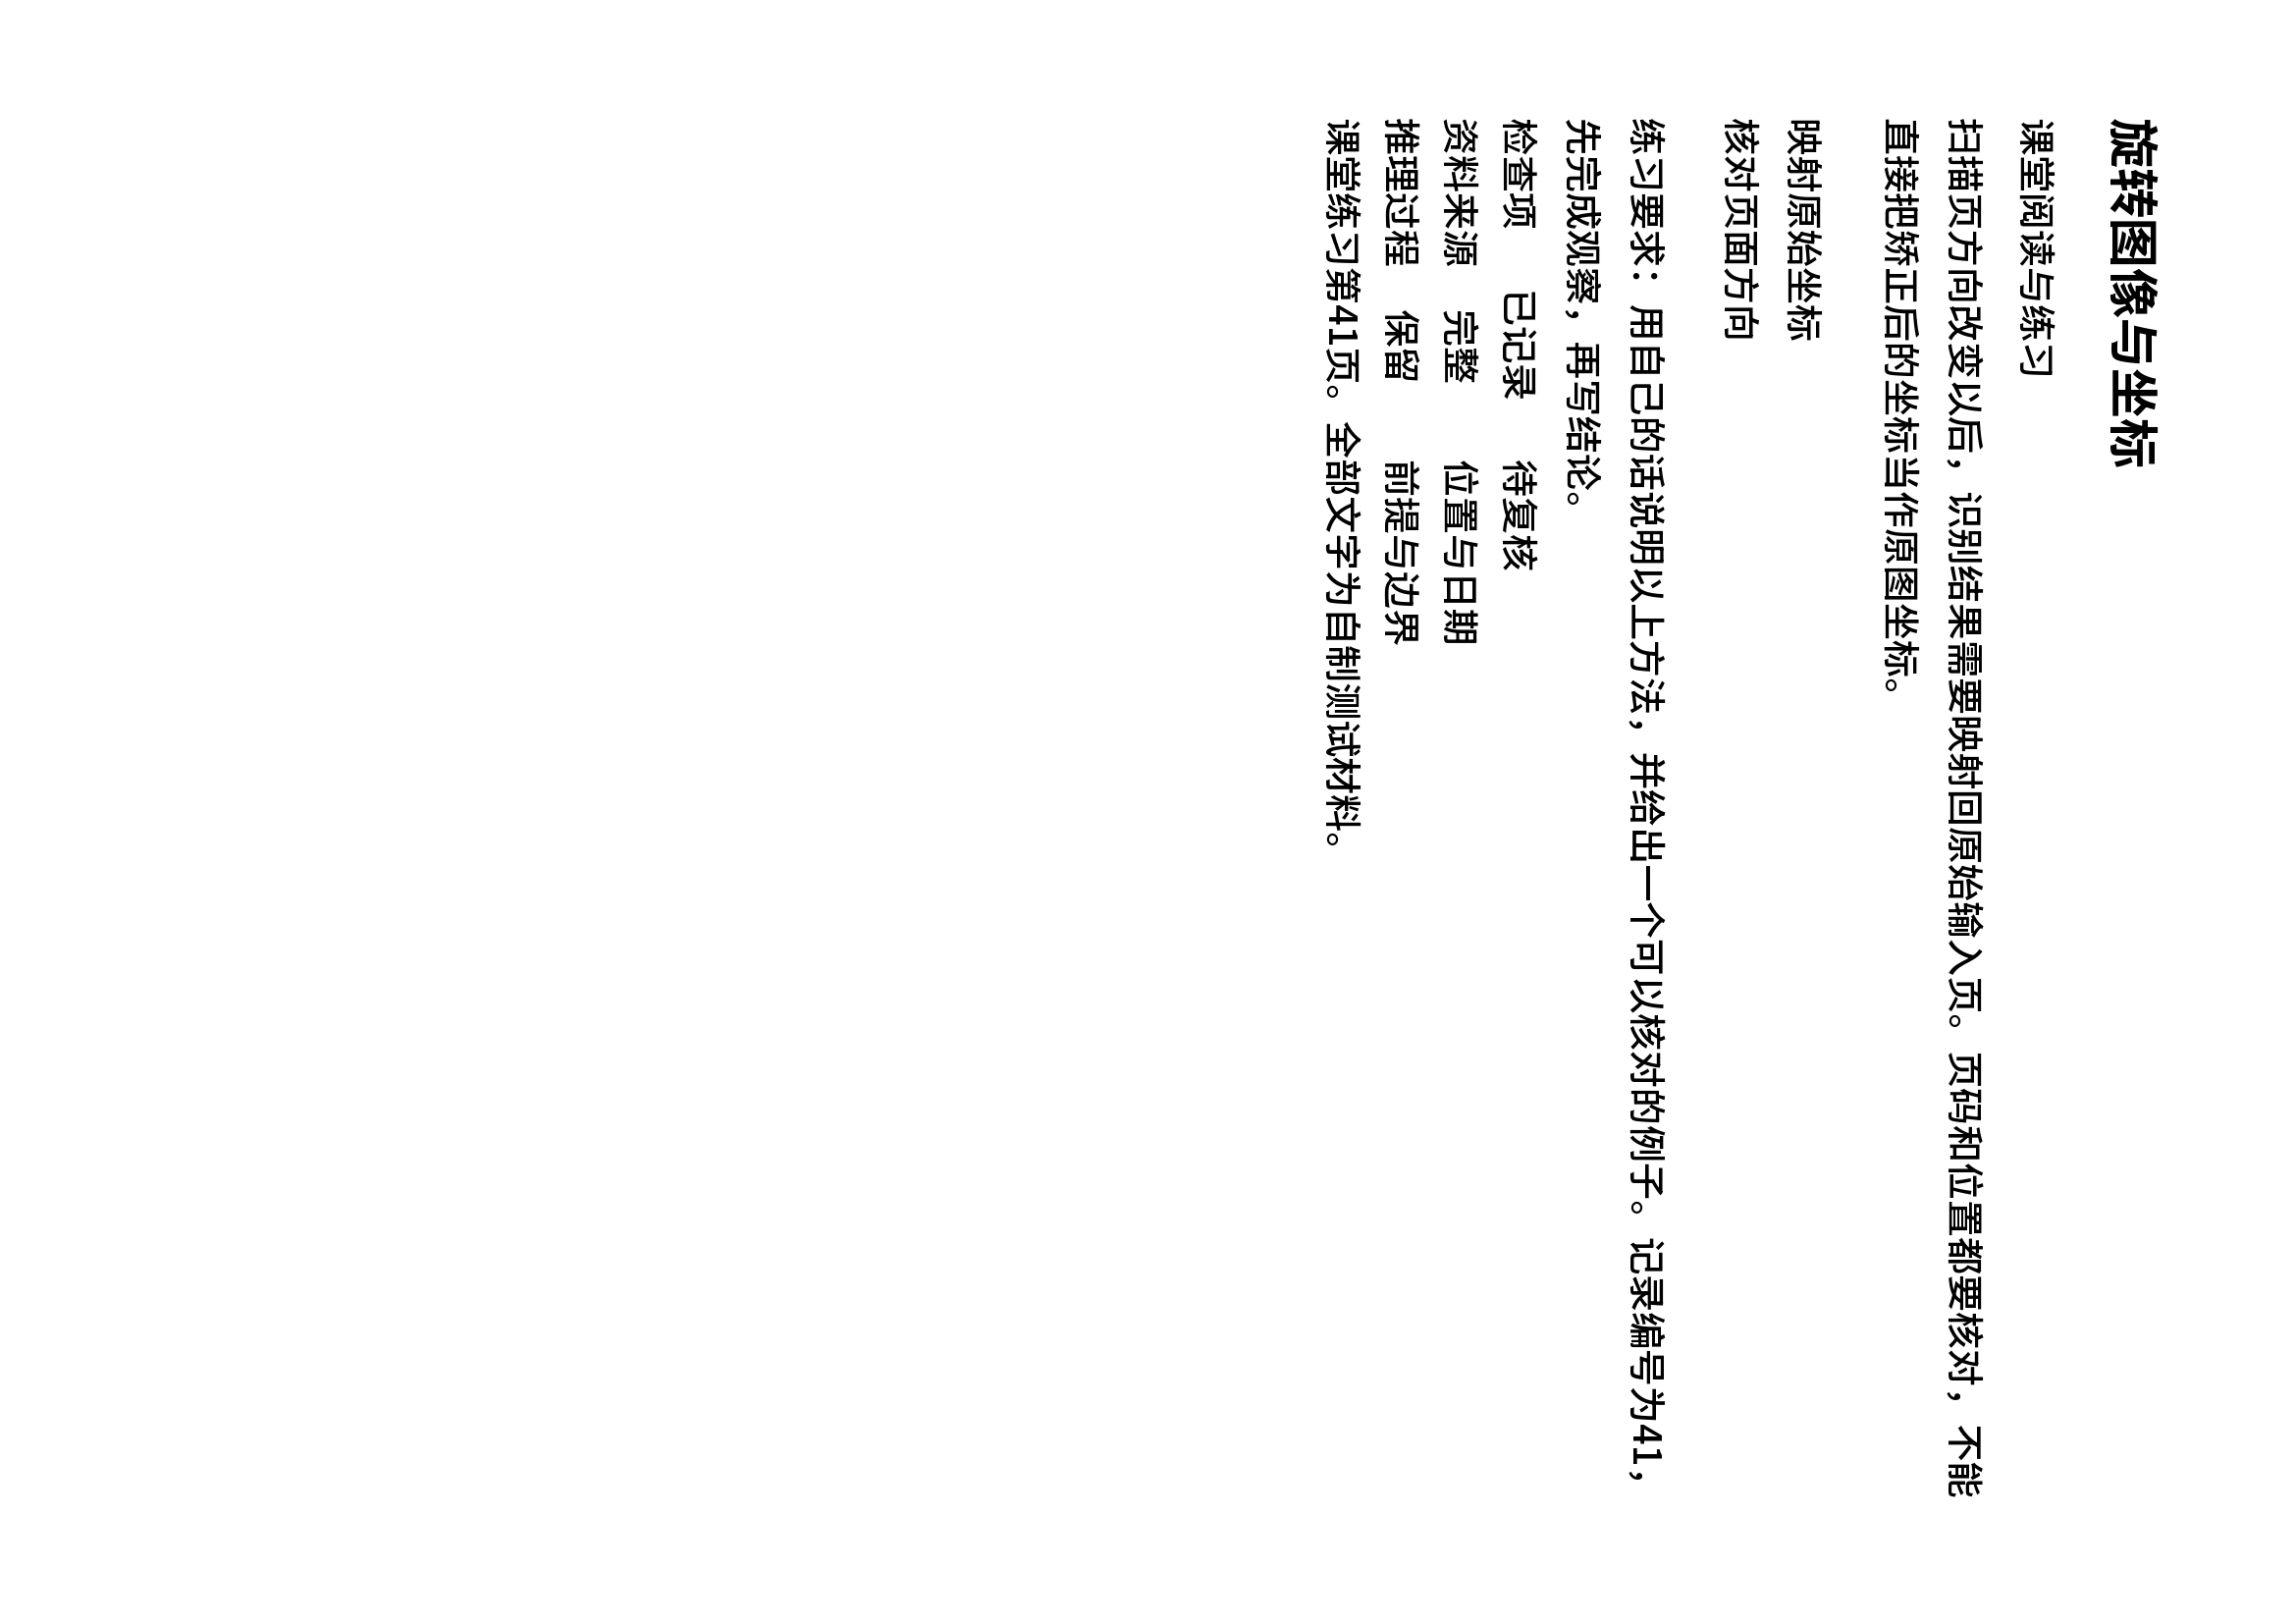 旋转图像与坐标
课堂阅读与练习
扫描页方向改变以后，识别结果需要映射回原始输入页。页码和位置都要核对，不能
直接把矫正后的坐标当作原图坐标。
映射原始坐标
核对页面方向
练习要求：用自己的话说明以上方法，并给出一个可以核对的例子。记录编号为41，
先完成观察，再写结论。
检查项 已记录 待复核
资料来源 完整 位置与日期
推理过程 保留 前提与边界
课堂练习第41页。全部文字为自制测试材料。